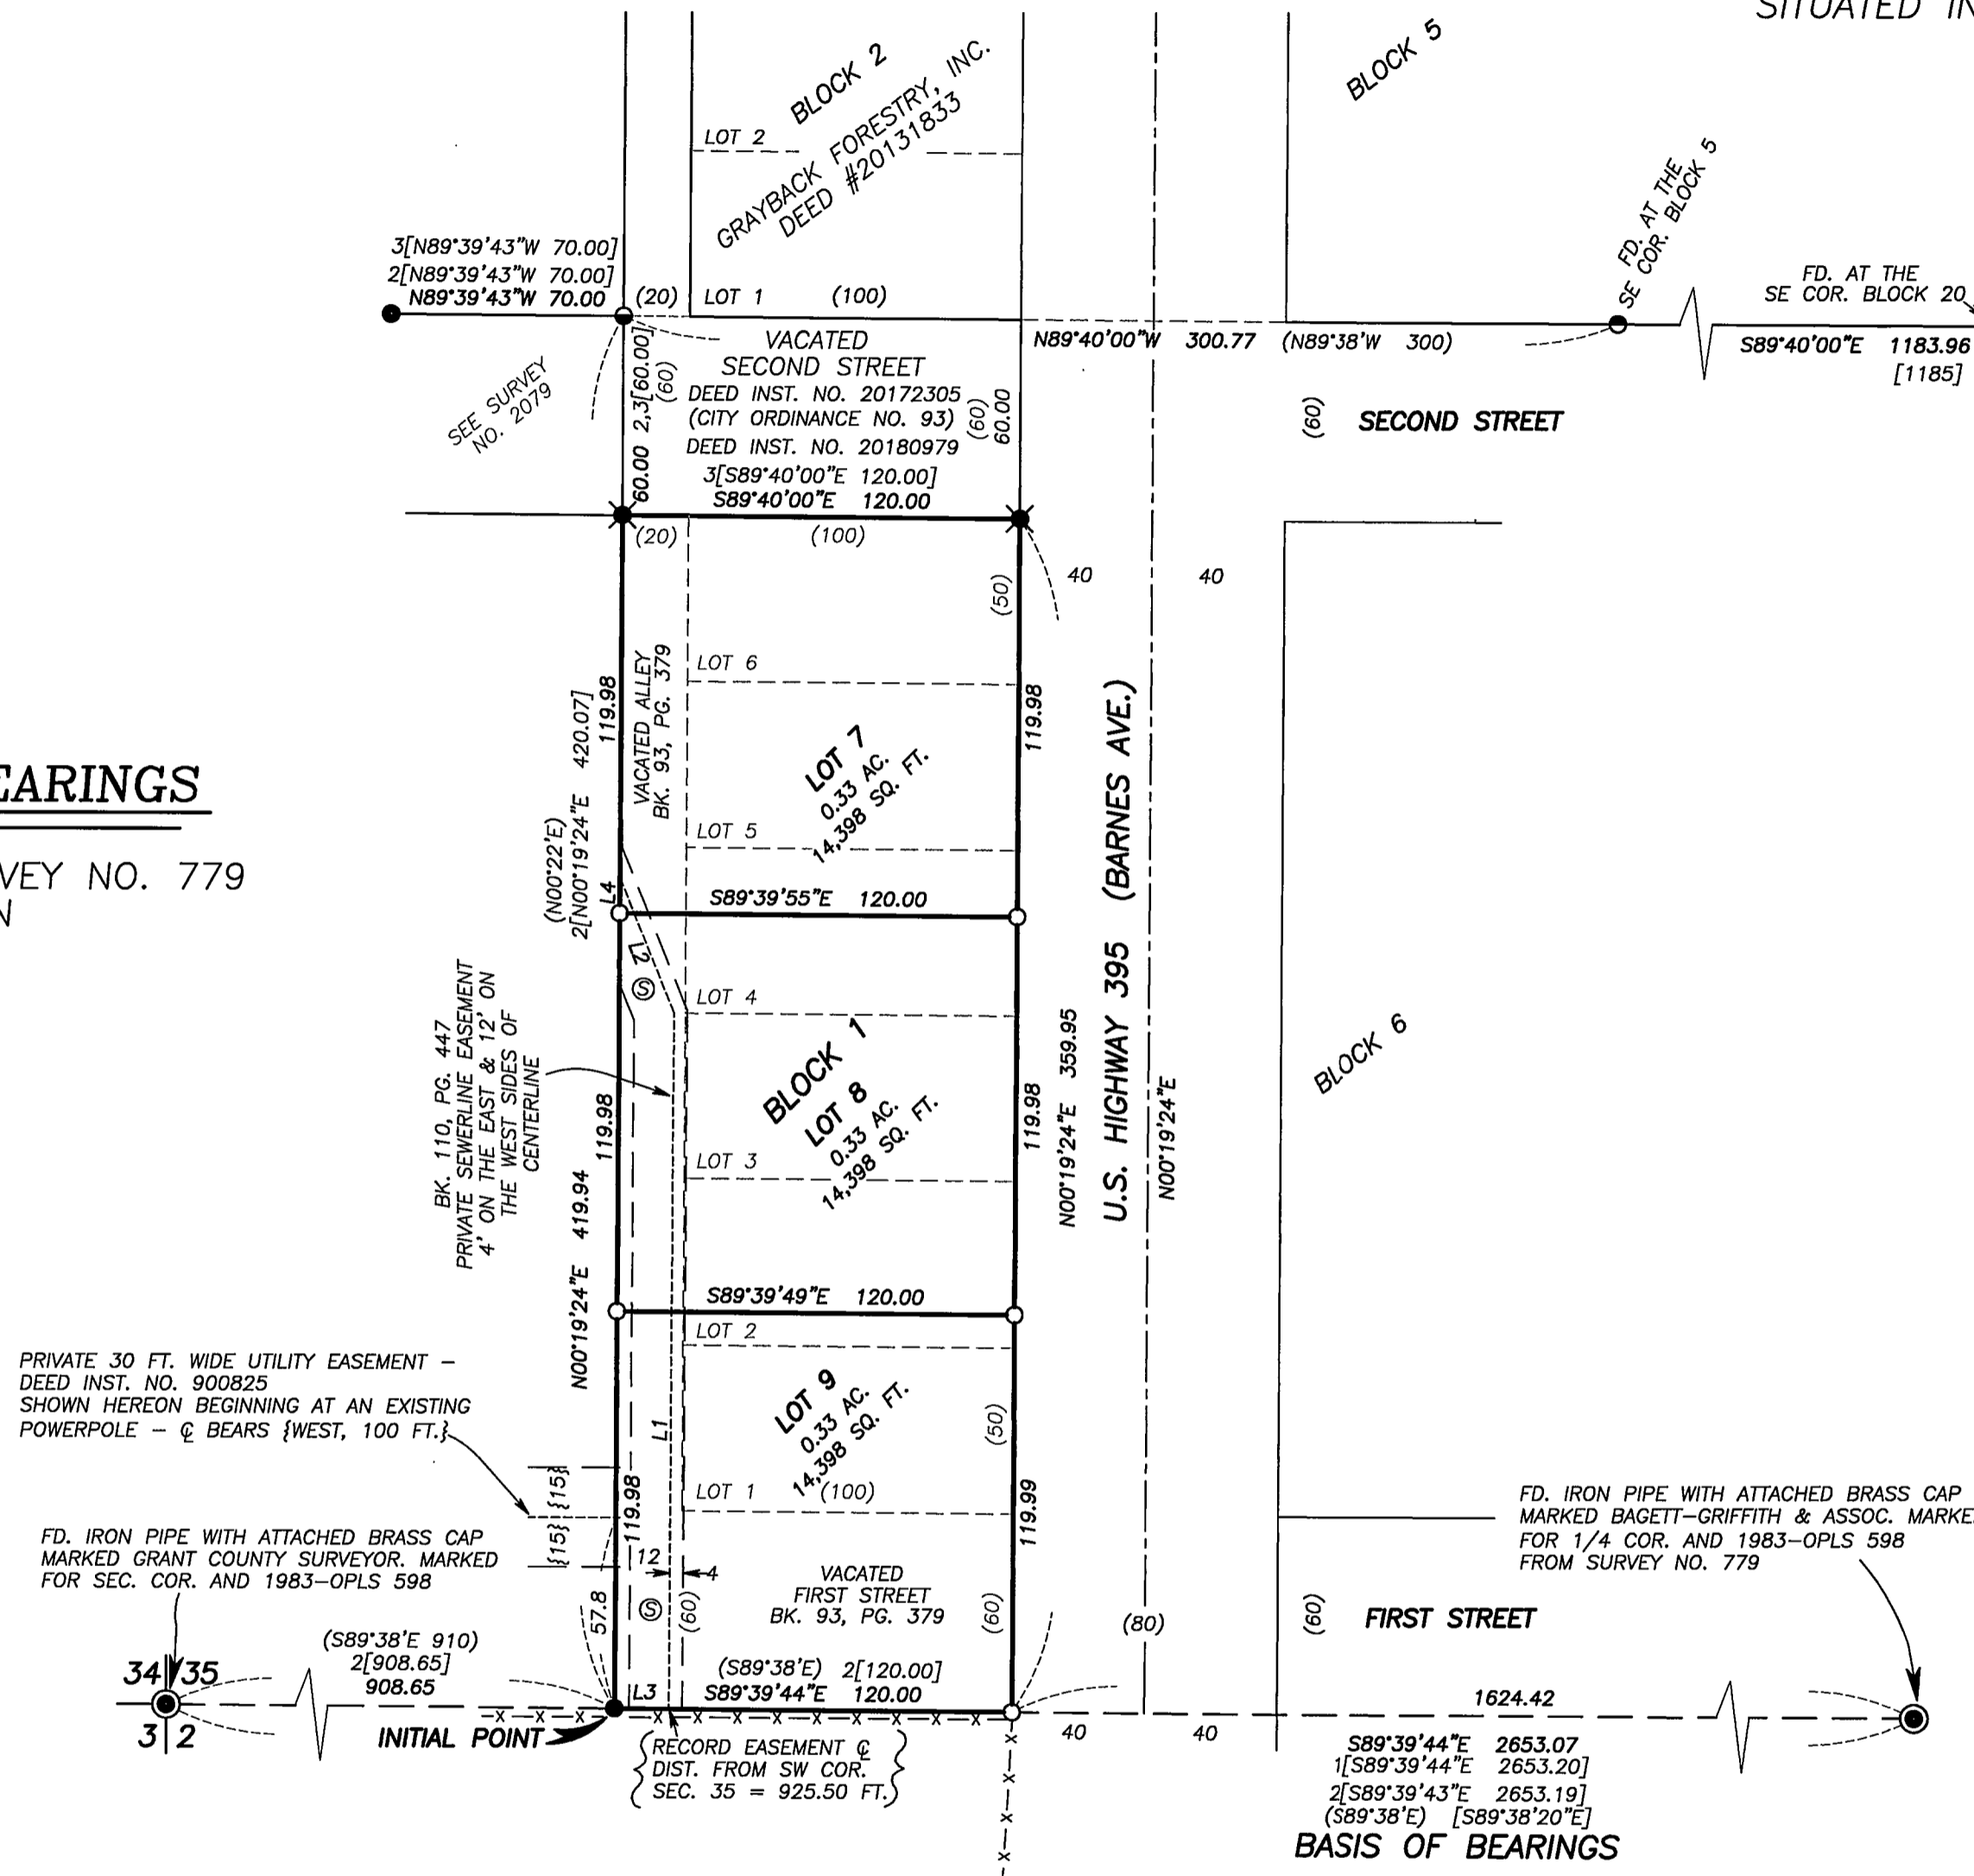 SITUATED IN
BLOCK 2
GRAYBACK FORESTRY, INC.
DEED #20131833
BLOCK 5
LOT 2
FD. AT THE
SE COR. BLOCK 5
3[N89°39'43"W 70.00]
2[N89°39'43"W 70.00]
N89°39'43"W 70.00
(20)
LOT 1
(100)
FD. AT THE
SE COR. BLOCK 20
N89°40'00"W 300.77 (N89°38'W 300)
S89°40'00"E 1183.96
[1185]
SEE SURVEY
NO. 2079
60.00 2,3[60.00]
(60)
VACATED
SECOND STREET
DEED INST. NO. 20172305
(CITY ORDINANCE NO. 93)
DEED INST. NO. 20180979
3[S89°40'00"E 120.00]
S89°40'00"E 120.00
(60)
60.00
(60)
SECOND STREET
(20)
(100)
(50)
40
40
LOT 6
VACATED ALLEY
BK. 93, PG. 379
119.98
LOT 7
0.33 AC.
14,398 SQ. FT.
119.98
(N00°22'E)
2[N00°19'24"E 420.07]
L4
LOT 5
S89°39'55"E 120.00
EARINGS
VEY NO. 779
N
L2
S
LOT 4
BK. 110, PG. 447
PRIVATE SEWERLINE EASEMENT
4' ON THE EAST & 12' ON
THE WEST SIDES OF
CENTERLINE
119.98
N00°19'24"E 419.94
BLOCK 1
LOT 8
0.33 AC.
14,398 SQ. FT.
LOT 3
119.98
N00°19'24"E 359.95
U.S. HIGHWAY 395 (BARNES AVE.)
N00°19'24"E
BLOCK 6
S89°39'49"E 120.00
LOT 2
PRIVATE 30 FT. WIDE UTILITY EASEMENT –
DEED INST. NO. 900825
SHOWN HEREON BEGINNING AT AN EXISTING
POWERPOLE – ℄ BEARS {WEST, 100 FT.}
L1
LOT 9
0.33 AC.
14,398 SQ. FT.
(50)
LOT 1
(100)
{15} {15}
119.98
119.99
FD. IRON PIPE WITH ATTACHED BRASS CAP
MARKED GRANT COUNTY SURVEYOR. MARKED
FOR SEC. COR. AND 1983–OPLS 598
FD. IRON PIPE WITH ATTACHED BRASS CAP
MARKED BAGETT–GRIFFITH & ASSOC. MARKE
FOR 1/4 COR. AND 1983–OPLS 598
FROM SURVEY NO. 779
12
4
57.8
S
(60)
VACATED
FIRST STREET
BK. 93, PG. 379
(60)
(80)
(60)
FIRST STREET
34 35
3 2
(S89°38'E 910)
2[908.65]
908.65
L3
(S89°38'E) 2[120.00]
S89°39'44"E 120.00
1624.42
INITIAL POINT
40
40
{RECORD EASEMENT ℄
DIST. FROM SW COR.
SEC. 35 = 925.50 FT.}
S89°39'44"E 2653.07
1[S89°39'44"E 2653.20]
2[S89°39'43"E 2653.19]
(S89°38'E) [S89°38'20"E]
BASIS OF BEARINGS